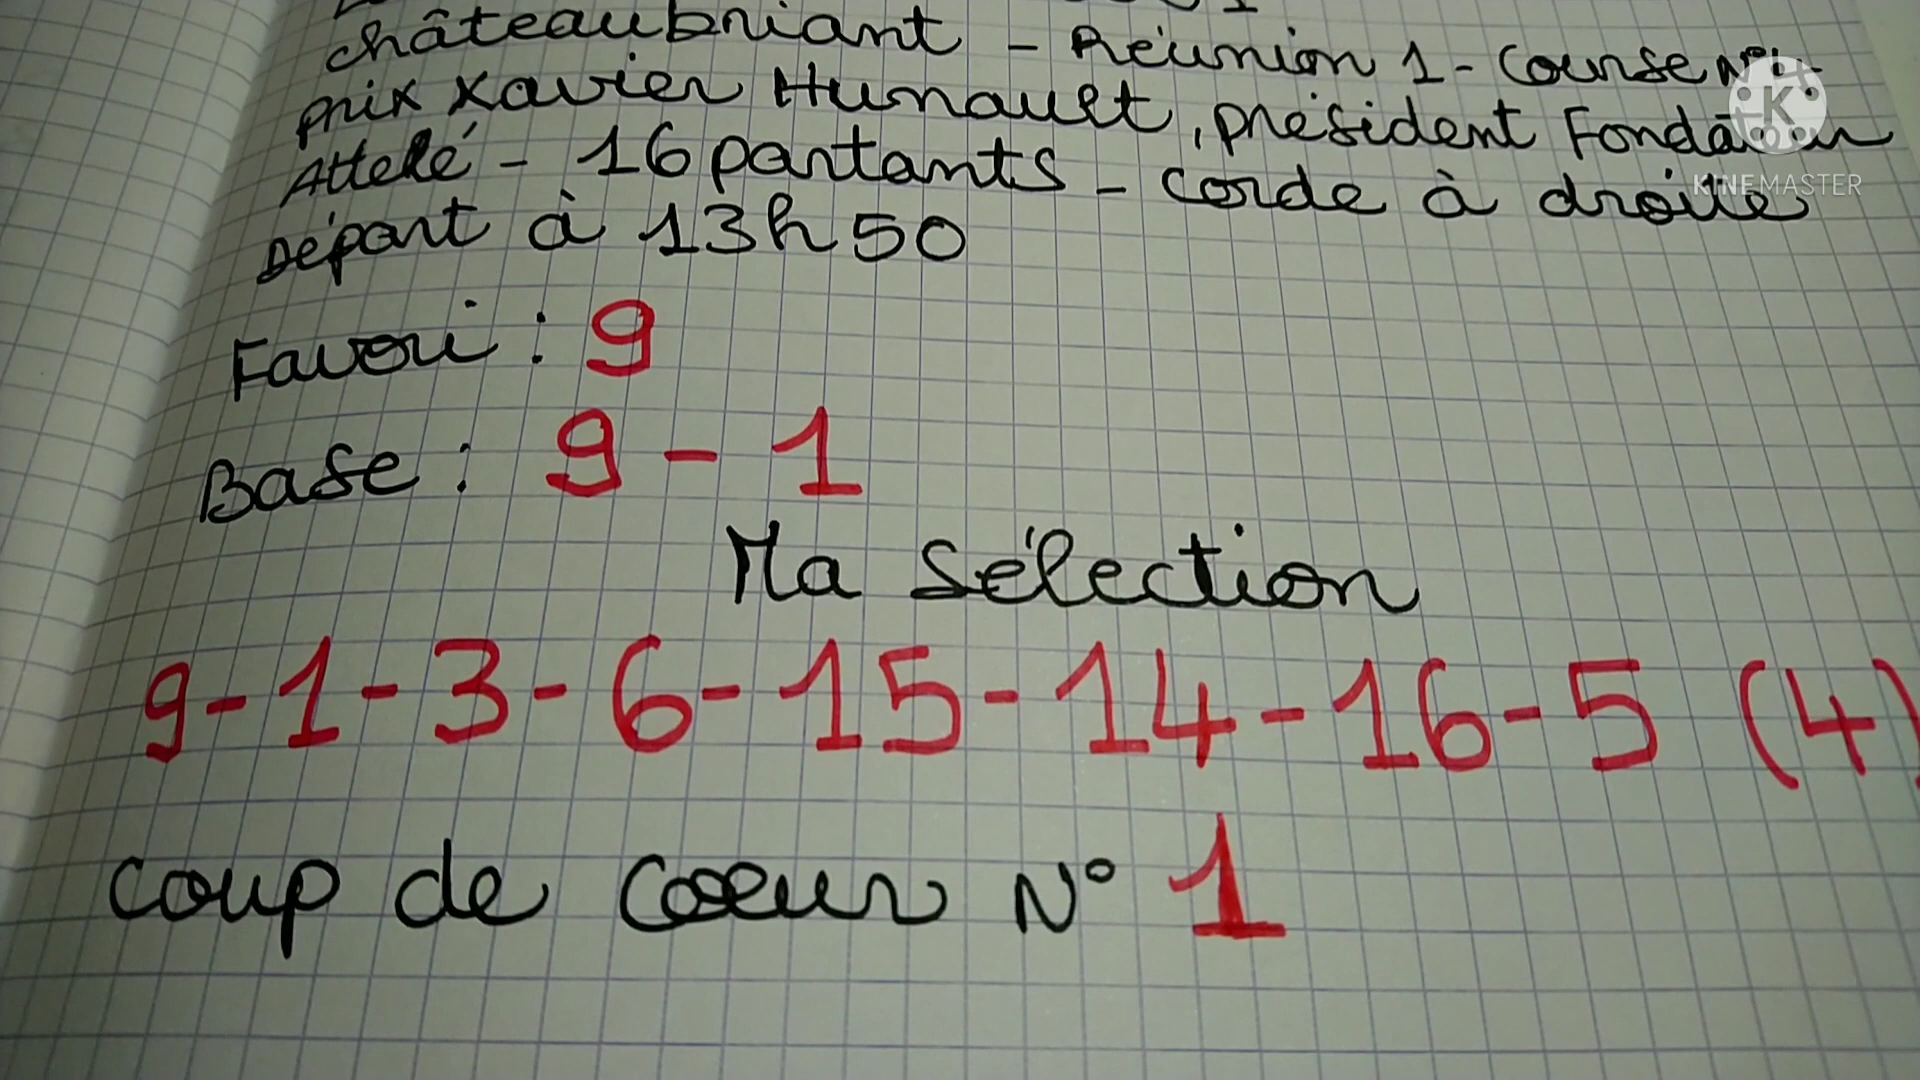 châteaubriant - Réunion 1 - Course N°
prix Xavier Hunault, président Fondateur
Attelé - 16 partants - Corde à droite
Départ à 13h50
Favori : 9
Base : 9 - 1
Ma Sélection
9-1-3-6-15-14-16-5 (4)
Coup de Coeur N° 1
K
KINEMASTER